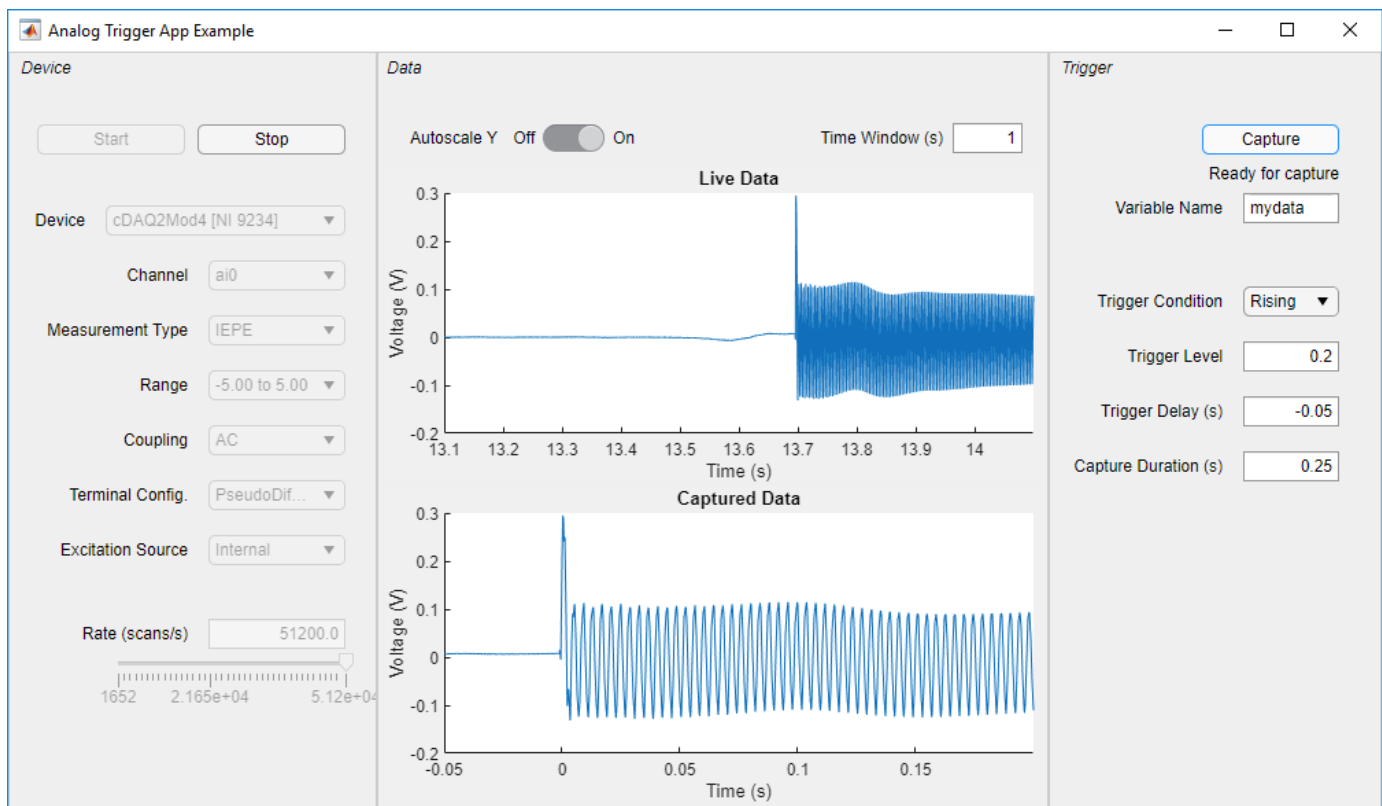 Analog Trigger App Example
Device
Start
Stop
Device
cDAQ2Mod4 [NI 9234]
Channel
ai0
Measurement Type
IEPE
Range
-5.00 to 5.00
Coupling
AC
Terminal Config.
PseudoDif...
Excitation Source
Internal
Rate (scans/s)
51200.0
1652 2.165e+04 5.12e+04
Data
Autoscale Y Off On
Time Window (s)
1
Live Data
0.3
0.2
0.1
0
-0.1
-0.2
Voltage (V)
13.1 13.2 13.3 13.4 13.5 13.6 13.7 13.8 13.9 14
Time (s)
Captured Data
0.3
0.2
0.1
0
-0.1
-0.2
Voltage (V)
-0.05 0 0.05 0.1 0.15
Time (s)
Trigger
Capture
Ready for capture
Variable Name
mydata
Trigger Condition
Rising
Trigger Level
0.2
Trigger Delay (s)
-0.05
Capture Duration (s)
0.25